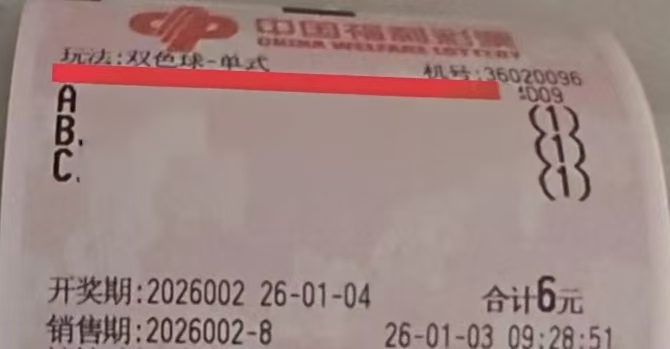 中国福利彩票
CHINA WELFARE LOTTERY
玩法:双色球-单式 机号:36020096
:D09
A (1)
B. (1)
C. (1)
开奖期:2026002 26-01-04 合计6元
销售期:2026002-8 26-01-03 09:28:51